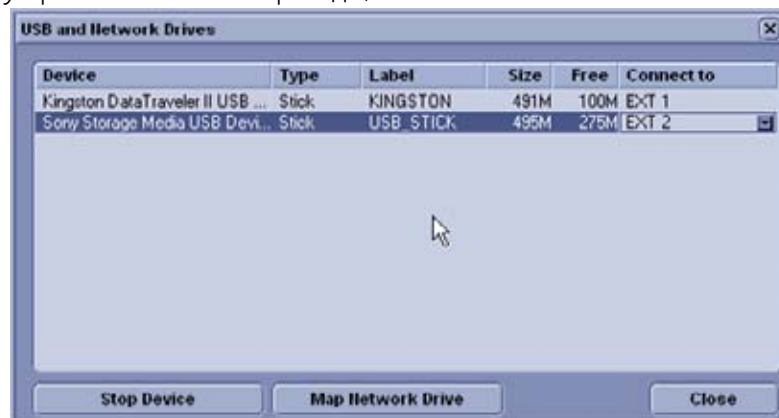 USB and Network Drives
Device Type Label Size Free Connect to
Kingston DataTraveler II USB ... Stick KINGSTON 491M 100M EXT 1
Sony Storage Media USB Devi... Stick USB_STICK 495M 275M EXT 2
Stop Device Map Network Drive Close